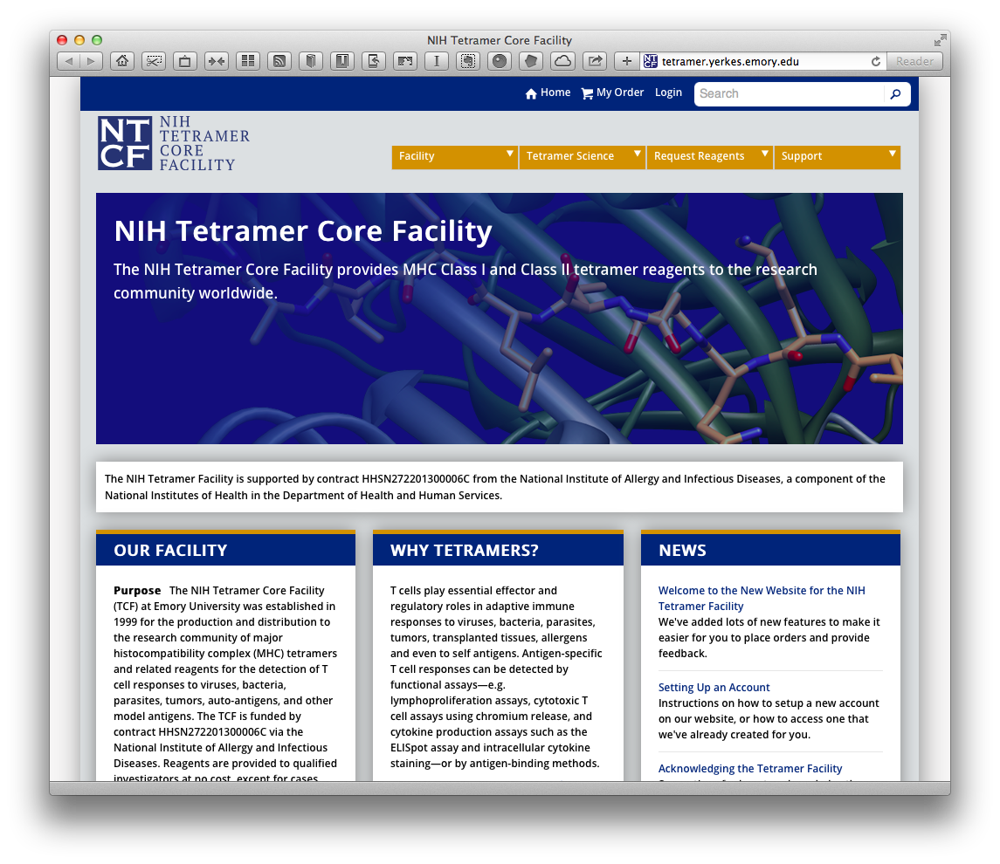 NIH Tetramer Core Facility
tetramer.yerkes.emory.edu
Reader
Home
My Order
Login
Search
NT
CF
NIH
TETRAMER
CORE
FACILITY
Facility
Tetramer Science
Request Reagents
Support
NIH Tetramer Core Facility
The NIH Tetramer Core Facility provides MHC Class I and Class II tetramer reagents to the research
community worldwide.
The NIH Tetramer Facility is supported by contract HHSN272201300006C from the National Institute of Allergy and Infectious Diseases, a component of the
National Institutes of Health in the Department of Health and Human Services.
OUR FACILITY
Purpose The NIH Tetramer Core Facility
(TCF) at Emory University was established in
1999 for the production and distribution to
the research community of major
histocompatibility complex (MHC) tetramers
and related reagents for the detection of T
cell responses to viruses, bacteria,
parasites, tumors, auto-antigens, and other
model antigens. The TCF is funded by
contract HHSN272201300006C via the
National Institute of Allergy and Infectious
Diseases. Reagents are provided to qualified
investigators at no cost, except for cases
WHY TETRAMERS?
T cells play essential effector and
regulatory roles in adaptive immune
responses to viruses, bacteria, parasites,
tumors, transplanted tissues, allergens
and even to self antigens. Antigen-specific
T cell responses can be detected by
functional assays—e.g.
lymphoproliferation assays, cytotoxic T
cell assays using chromium release, and
cytokine production assays such as the
ELISpot assay and intracellular cytokine
staining—or by antigen-binding methods.
NEWS
Welcome to the New Website for the NIH
Tetramer Facility
We've added lots of new features to make it
easier for you to place orders and provide
feedback.
Setting Up an Account
Instructions on how to setup a new account
on our website, or how to access one that
we've already created for you.
Acknowledging the Tetramer Facility